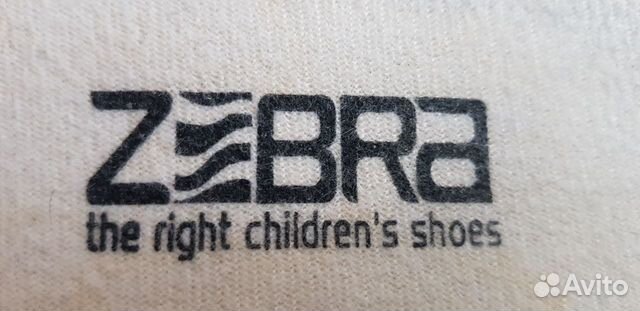 ZEBRa
the right children's shoes
Avito